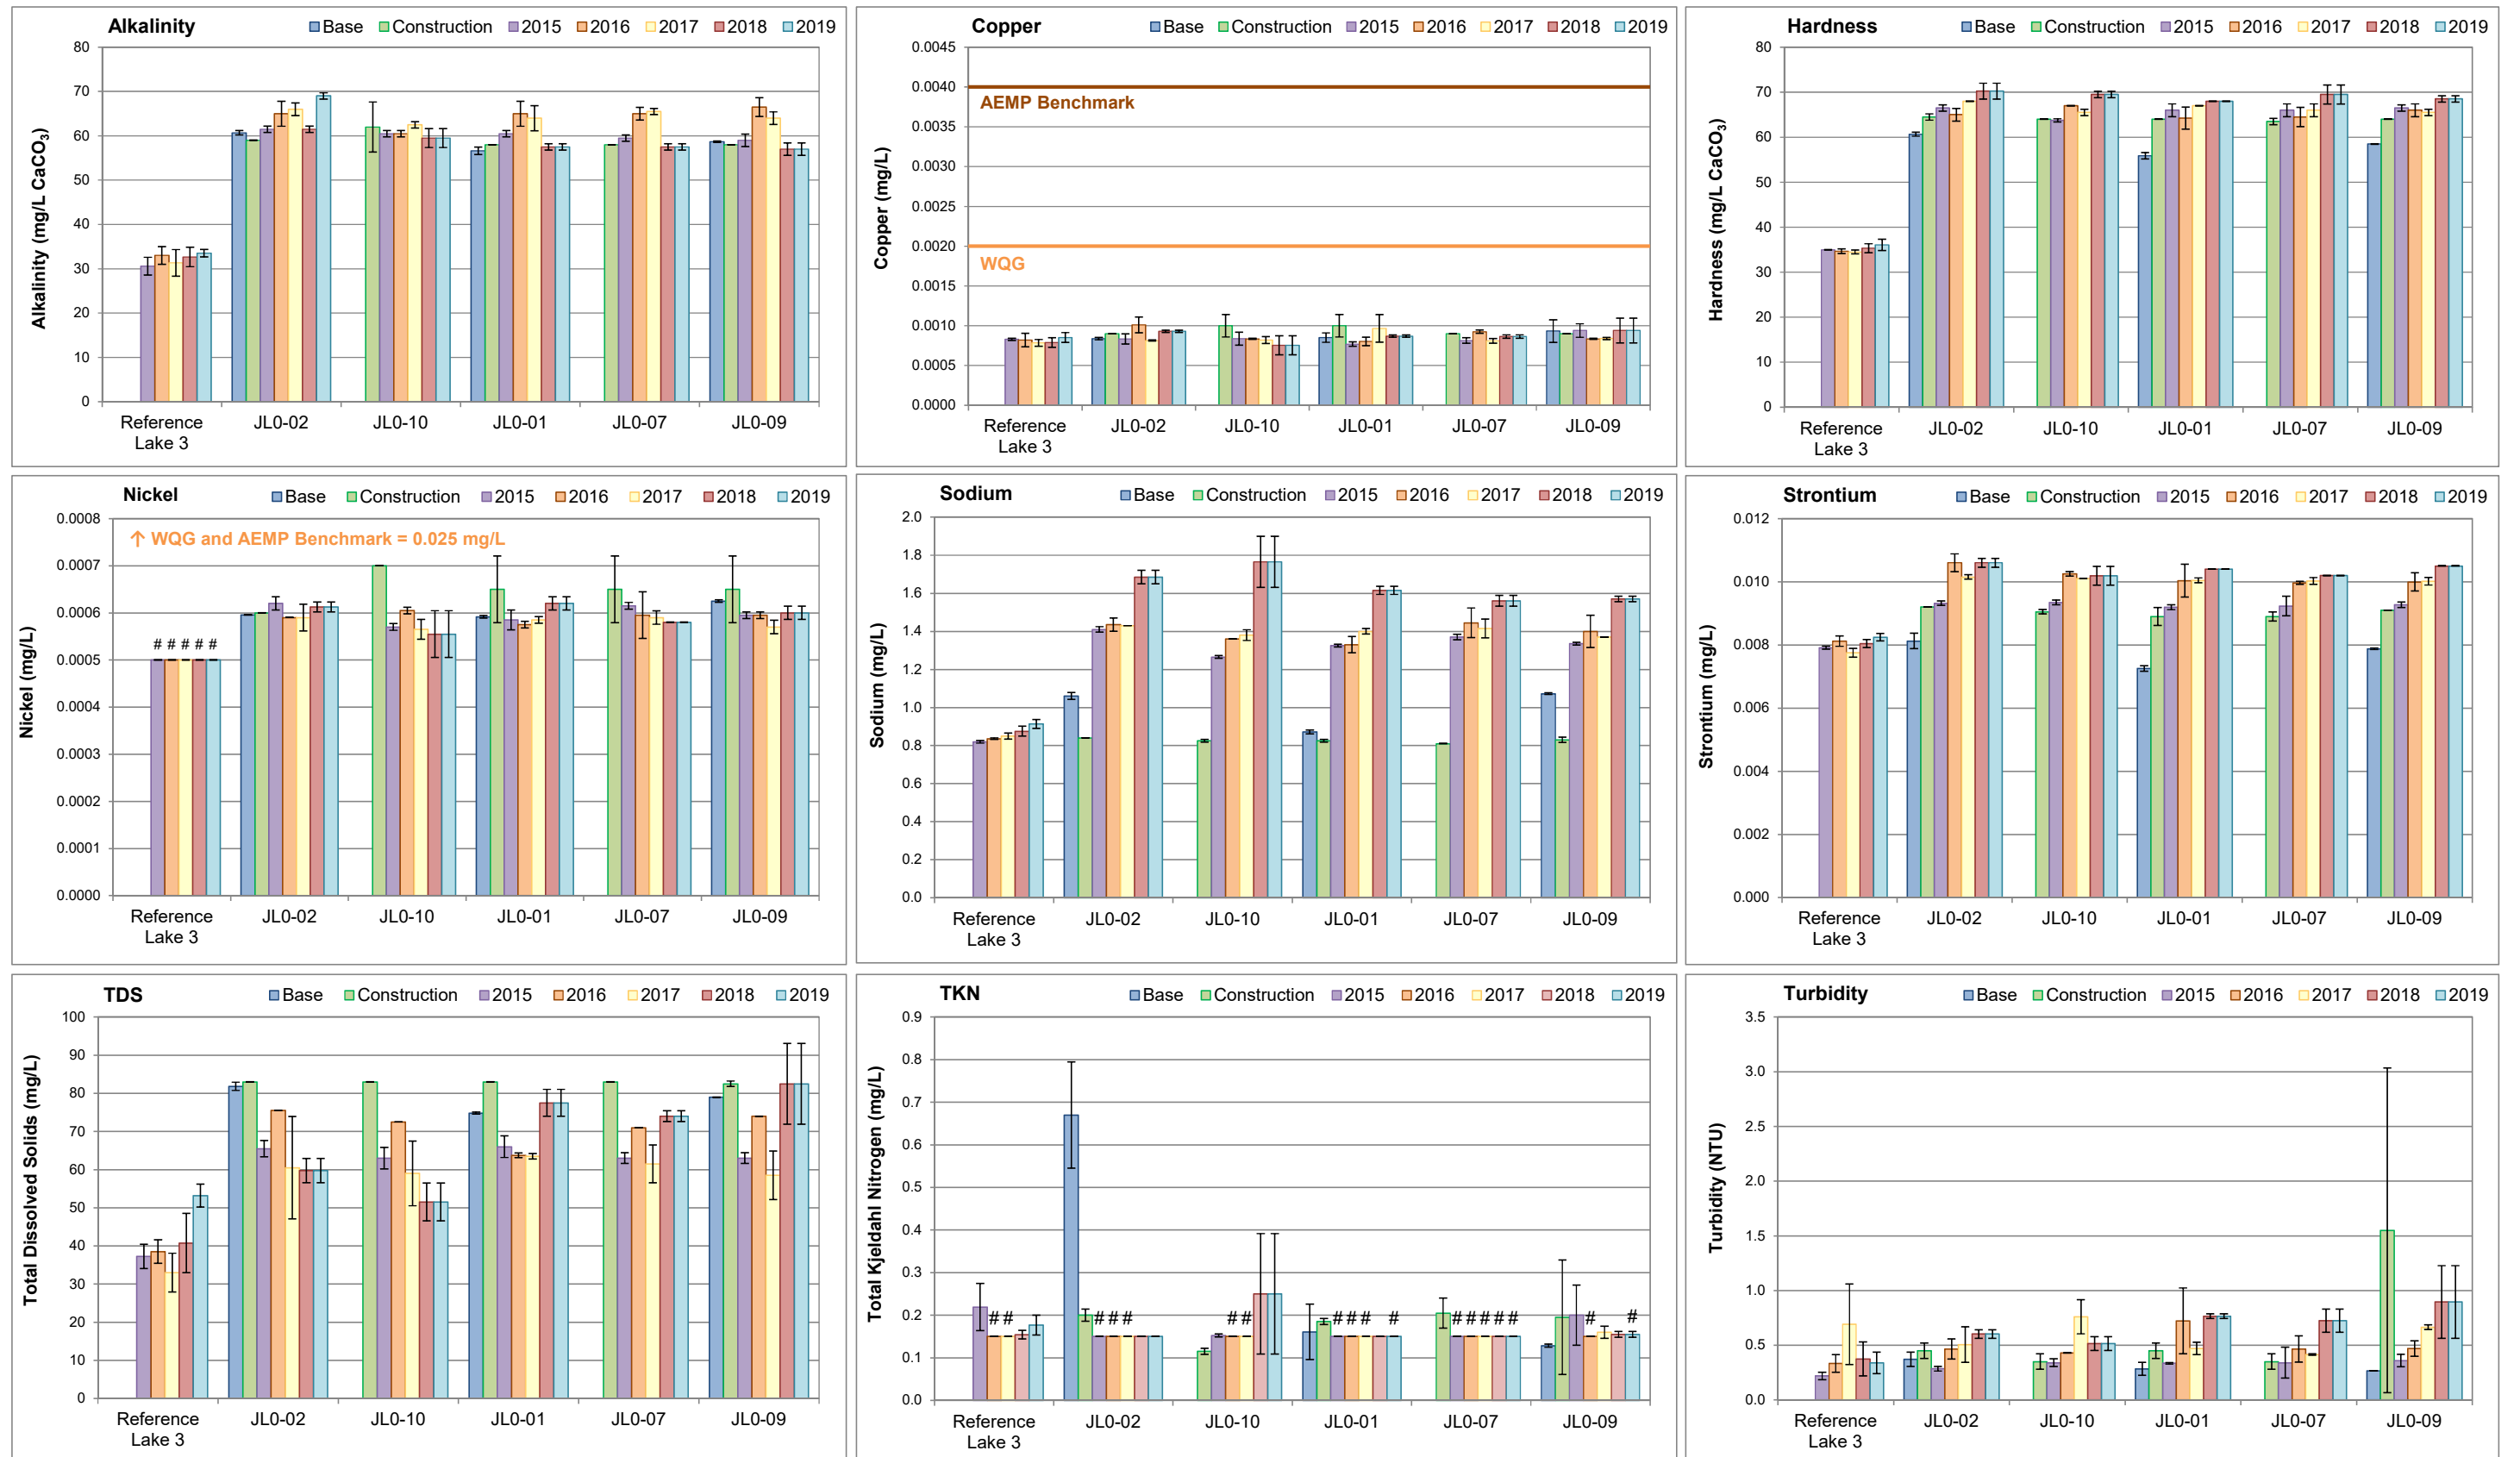 Alkalinity
Base Construction 2015 2016 2017 2018 2019
80
70
60
50
40
30
20
10
0
Alkalinity (mg/L CaCO3)
Reference Lake 3 JL0-02 JL0-10 JL0-01 JL0-07 JL0-09
Copper
Base Construction 2015 2016 2017 2018 2019
0.0045
0.0040
0.0035
0.0030
0.0025
0.0020
0.0015
0.0010
0.0005
0.0000
Copper (mg/L)
AEMP Benchmark
WQG
Reference Lake 3 JL0-02 JL0-10 JL0-01 JL0-07 JL0-09
Hardness
Base Construction 2015 2016 2017 2018 2019
80
70
60
50
40
30
20
10
0
Hardness (mg/L CaCO3)
Reference Lake 3 JL0-02 JL0-10 JL0-01 JL0-07 JL0-09
Nickel
Base Construction 2015 2016 2017 2018 2019
0.0008
0.0007
0.0006
0.0005
0.0004
0.0003
0.0002
0.0001
0.0000
Nickel (mg/L)
↑ WQG and AEMP Benchmark = 0.025 mg/L
# # # # #
Reference Lake 3 JL0-02 JL0-10 JL0-01 JL0-07 JL0-09
Sodium
Base Construction 2015 2016 2017 2018 2019
2.0
1.8
1.6
1.4
1.2
1.0
0.8
0.6
0.4
0.2
0.0
Sodium (mg/L)
Reference Lake 3 JL0-02 JL0-10 JL0-01 JL0-07 JL0-09
Strontium
Base Construction 2015 2016 2017 2018 2019
0.012
0.010
0.008
0.006
0.004
0.002
0.000
Strontium (mg/L)
Reference Lake 3 JL0-02 JL0-10 JL0-01 JL0-07 JL0-09
TDS
Base Construction 2015 2016 2017 2018 2019
100
90
80
70
60
50
40
30
20
10
0
Total Dissolved Solids (mg/L)
Reference Lake 3 JL0-02 JL0-10 JL0-01 JL0-07 JL0-09
TKN
Base Construction 2015 2016 2017 2018 2019
0.9
0.8
0.7
0.6
0.5
0.4
0.3
0.2
0.1
0.0
Total Kjeldahl Nitrogen (mg/L)
# # # # # # # # # # # # # # # # # #
Reference Lake 3 JL0-02 JL0-10 JL0-01 JL0-07 JL0-09
Turbidity
Base Construction 2015 2016 2017 2018 2019
3.5
3.0
2.5
2.0
1.5
1.0
0.5
0.0
Turbidity (NTU)
Reference Lake 3 JL0-02 JL0-10 JL0-01 JL0-07 JL0-09